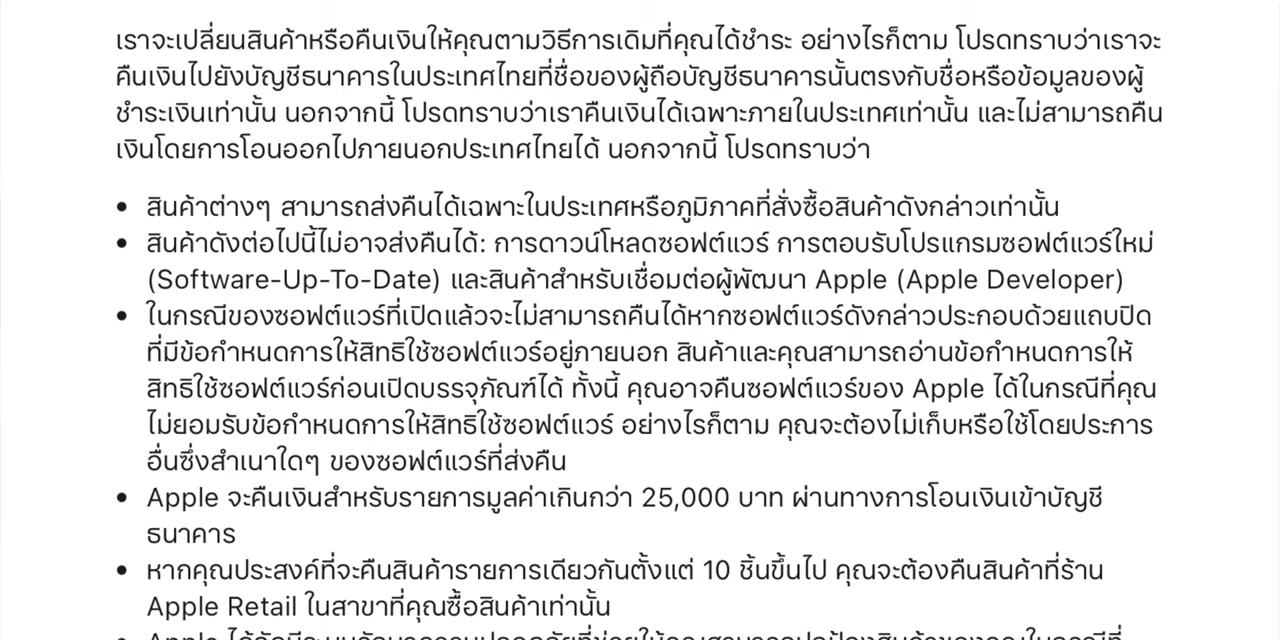 เราจะเปลี่ยนสินค้าหรือคืนเงินให้คุณตามวิธีการเดิมที่คุณได้ชำระ อย่างไรก็ตาม โปรดทราบว่าเราจะ
คืนเงินไปยังบัญชีธนาคารในประเทศไทยที่ชื่อของผู้ถือบัญชีธนาคารนั้นตรงกับชื่อหรือข้อมูลของผู้
ชำระเงินเท่านั้น นอกจากนี้ โปรดทราบว่าเราคืนเงินได้เฉพาะภายในประเทศเท่านั้น และไม่สามารถคืน
เงินโดยการโอนออกไปภายนอกประเทศไทยได้ นอกจากนี้ โปรดทราบว่า
• สินค้าต่างๆ สามารถส่งคืนได้เฉพาะในประเทศหรือภูมิภาคที่สั่งซื้อสินค้าดังกล่าวเท่านั้น
• สินค้าดังต่อไปนี้ไม่อาจส่งคืนได้: การดาวน์โหลดซอฟต์แวร์ การตอบรับโปรแกรมซอฟต์แวร์ใหม่
(Software-Up-To-Date) และสินค้าสำหรับเชื่อมต่อผู้พัฒนา Apple (Apple Developer)
• ในกรณีของซอฟต์แวร์ที่เปิดแล้วจะไม่สามารถคืนได้หากซอฟต์แวร์ดังกล่าวประกอบด้วยแถบปิด
ที่มีข้อกำหนดการให้สิทธิใช้ซอฟต์แวร์อยู่ภายนอก สินค้าและคุณสามารถอ่านข้อกำหนดการให้
สิทธิใช้ซอฟต์แวร์ก่อนเปิดบรรจุภัณฑ์ได้ ทั้งนี้ คุณอาจคืนซอฟต์แวร์ของ Apple ได้ในกรณีที่คุณ
ไม่ยอมรับข้อกำหนดการให้สิทธิใช้ซอฟต์แวร์ อย่างไรก็ตาม คุณจะต้องไม่เก็บหรือใช้โดยประการ
อื่นซึ่งสำเนาใดๆ ของซอฟต์แวร์ที่ส่งคืน
• Apple จะคืนเงินสำหรับรายการมูลค่าเกินกว่า 25,000 บาท ผ่านทางการโอนเงินเข้าบัญชี
ธนาคาร
• หากคุณประสงค์ที่จะคืนสินค้ารายการเดียวกันตั้งแต่ 10 ชิ้นขึ้นไป คุณจะต้องคืนสินค้าที่ร้าน
Apple Retail ในสาขาที่คุณซื้อสินค้าเท่านั้น